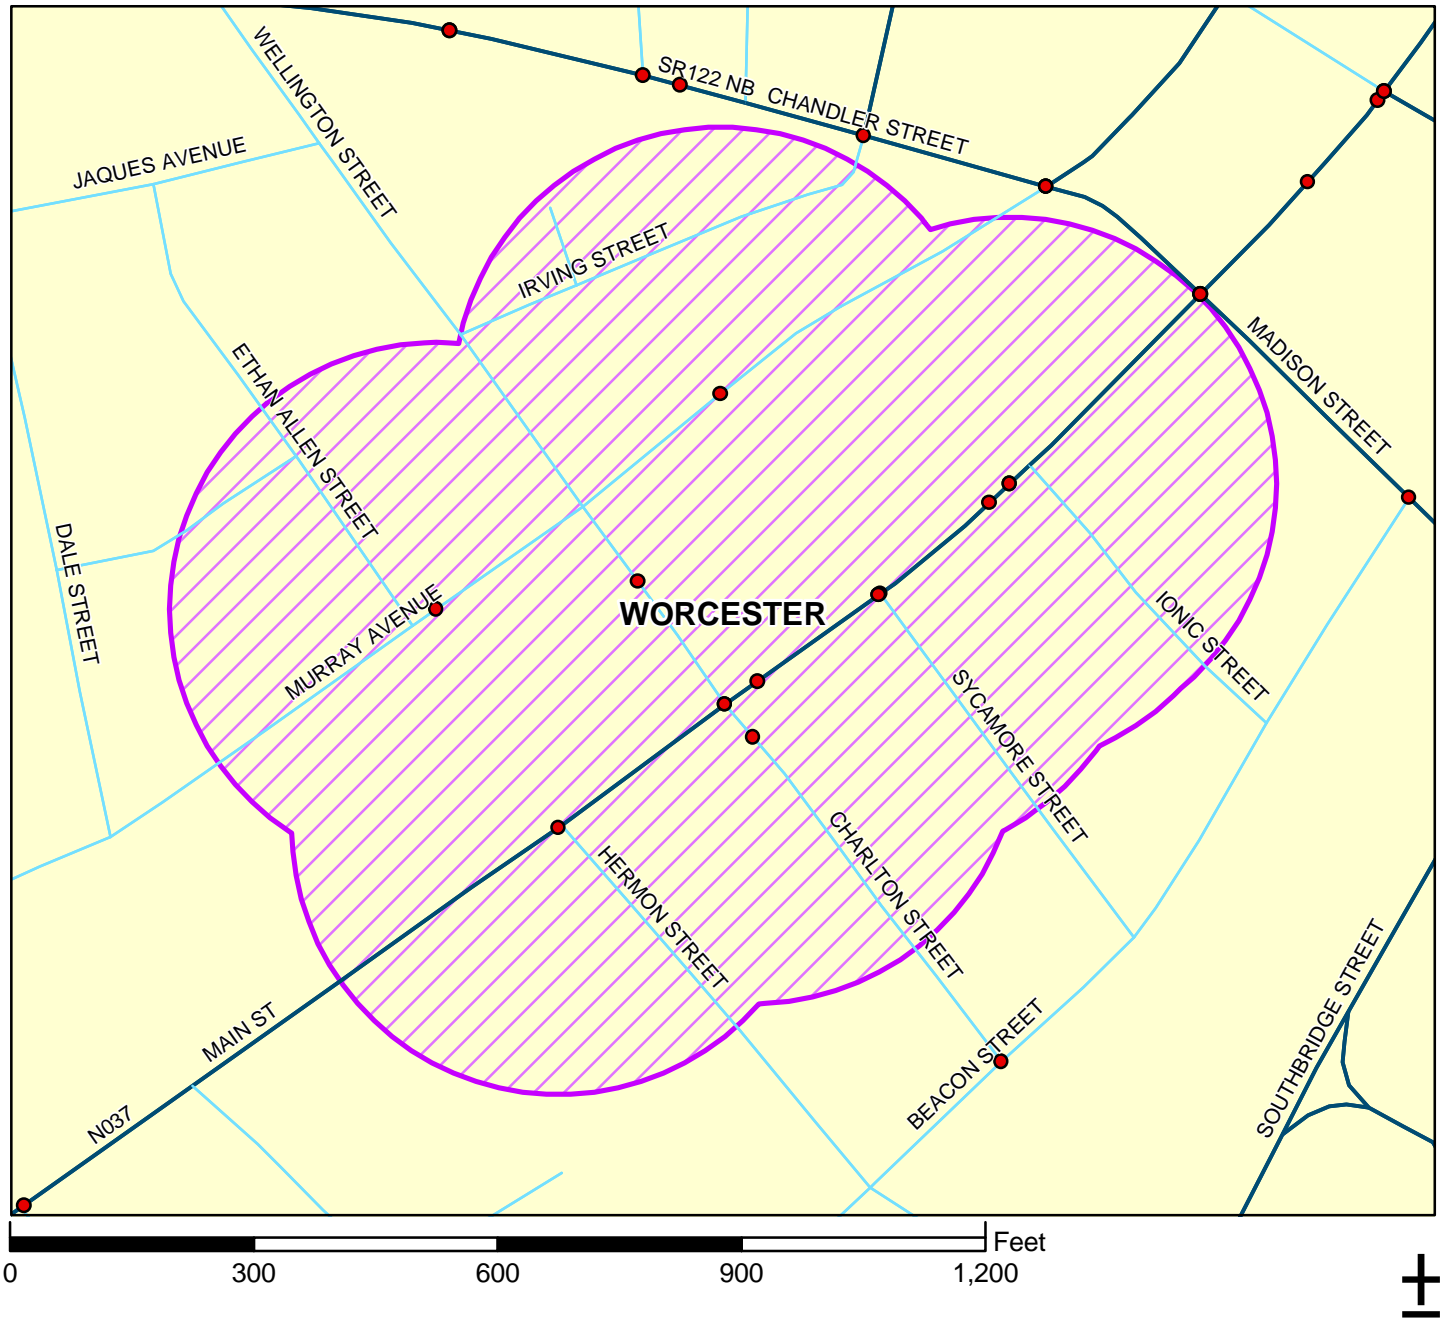 WELLINGTON STREET
SR122 NB CHANDLER STREET
JAQUES AVENUE
IRVING STREET
MADISON STREET
ETHAN ALLEN STREET
DALE STREET
MURRAY AVENUE
WORCESTER
IONIC STREET
SYCAMORE STREET
CHARLTON STREET
HERMON STREET
MAIN ST
N037
BEACON STREET
SOUTHBRIDGE STREET
Feet
0 300 600 900 1,200